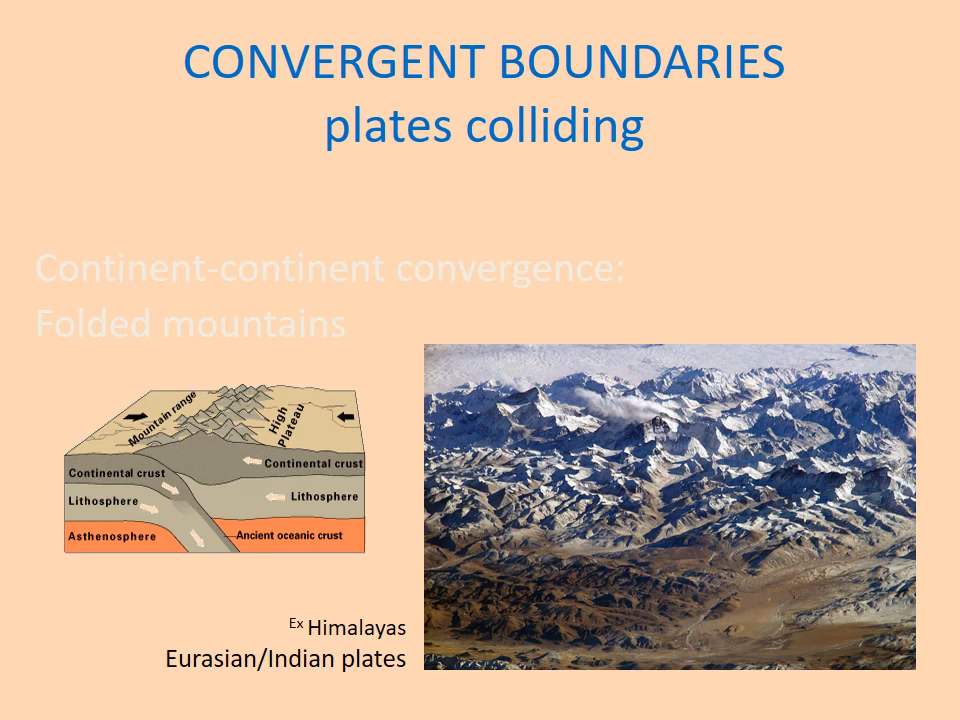 CONVERGENT BOUNDARIES
plates colliding
Continent-continent convergence:
Folded mountains
Mountain range
High
Plateau
Continental crust
Continental crust
Lithosphere
Lithosphere
Asthenosphere
Ancient oceanic crust
Ex Himalayas
Eurasian/Indian plates